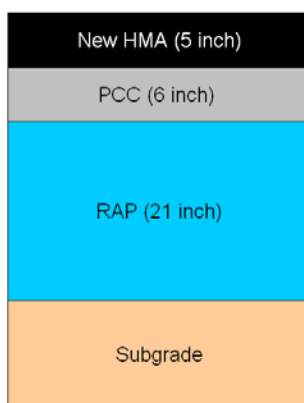 New HMA (5 inch)
PCC (6 inch)
RAP (21 inch)
Subgrade